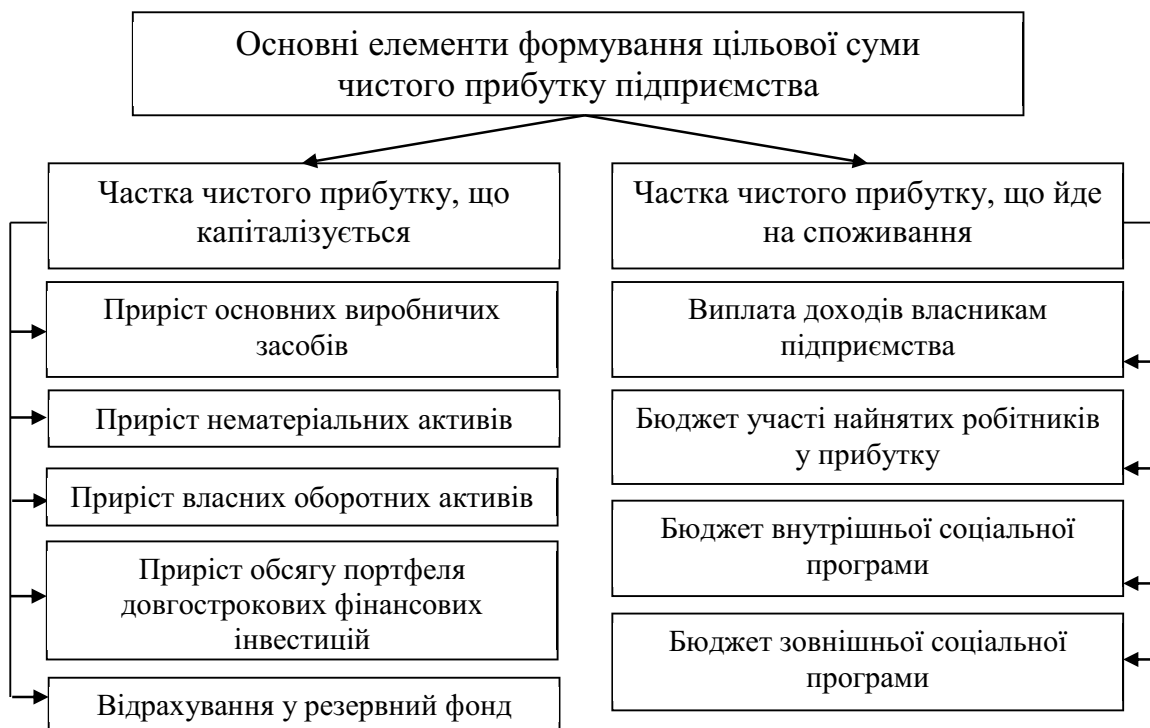 Основні елементи формування цільової суми
чистого прибутку підприємства
Частка чистого прибутку, що
капіталізується
Приріст основних виробничих
засобів
Приріст нематеріальних активів
Приріст власних оборотних активів
Приріст обсягу портфеля
довгострокових фінансових
інвестицій
Відрахування у резервний фонд
Частка чистого прибутку, що йде
на споживання
Виплата доходів власникам
підприємства
Бюджет участі найнятих робітників
у прибутку
Бюджет внутрішньої соціальної
програми
Бюджет зовнішньої соціальної
програми